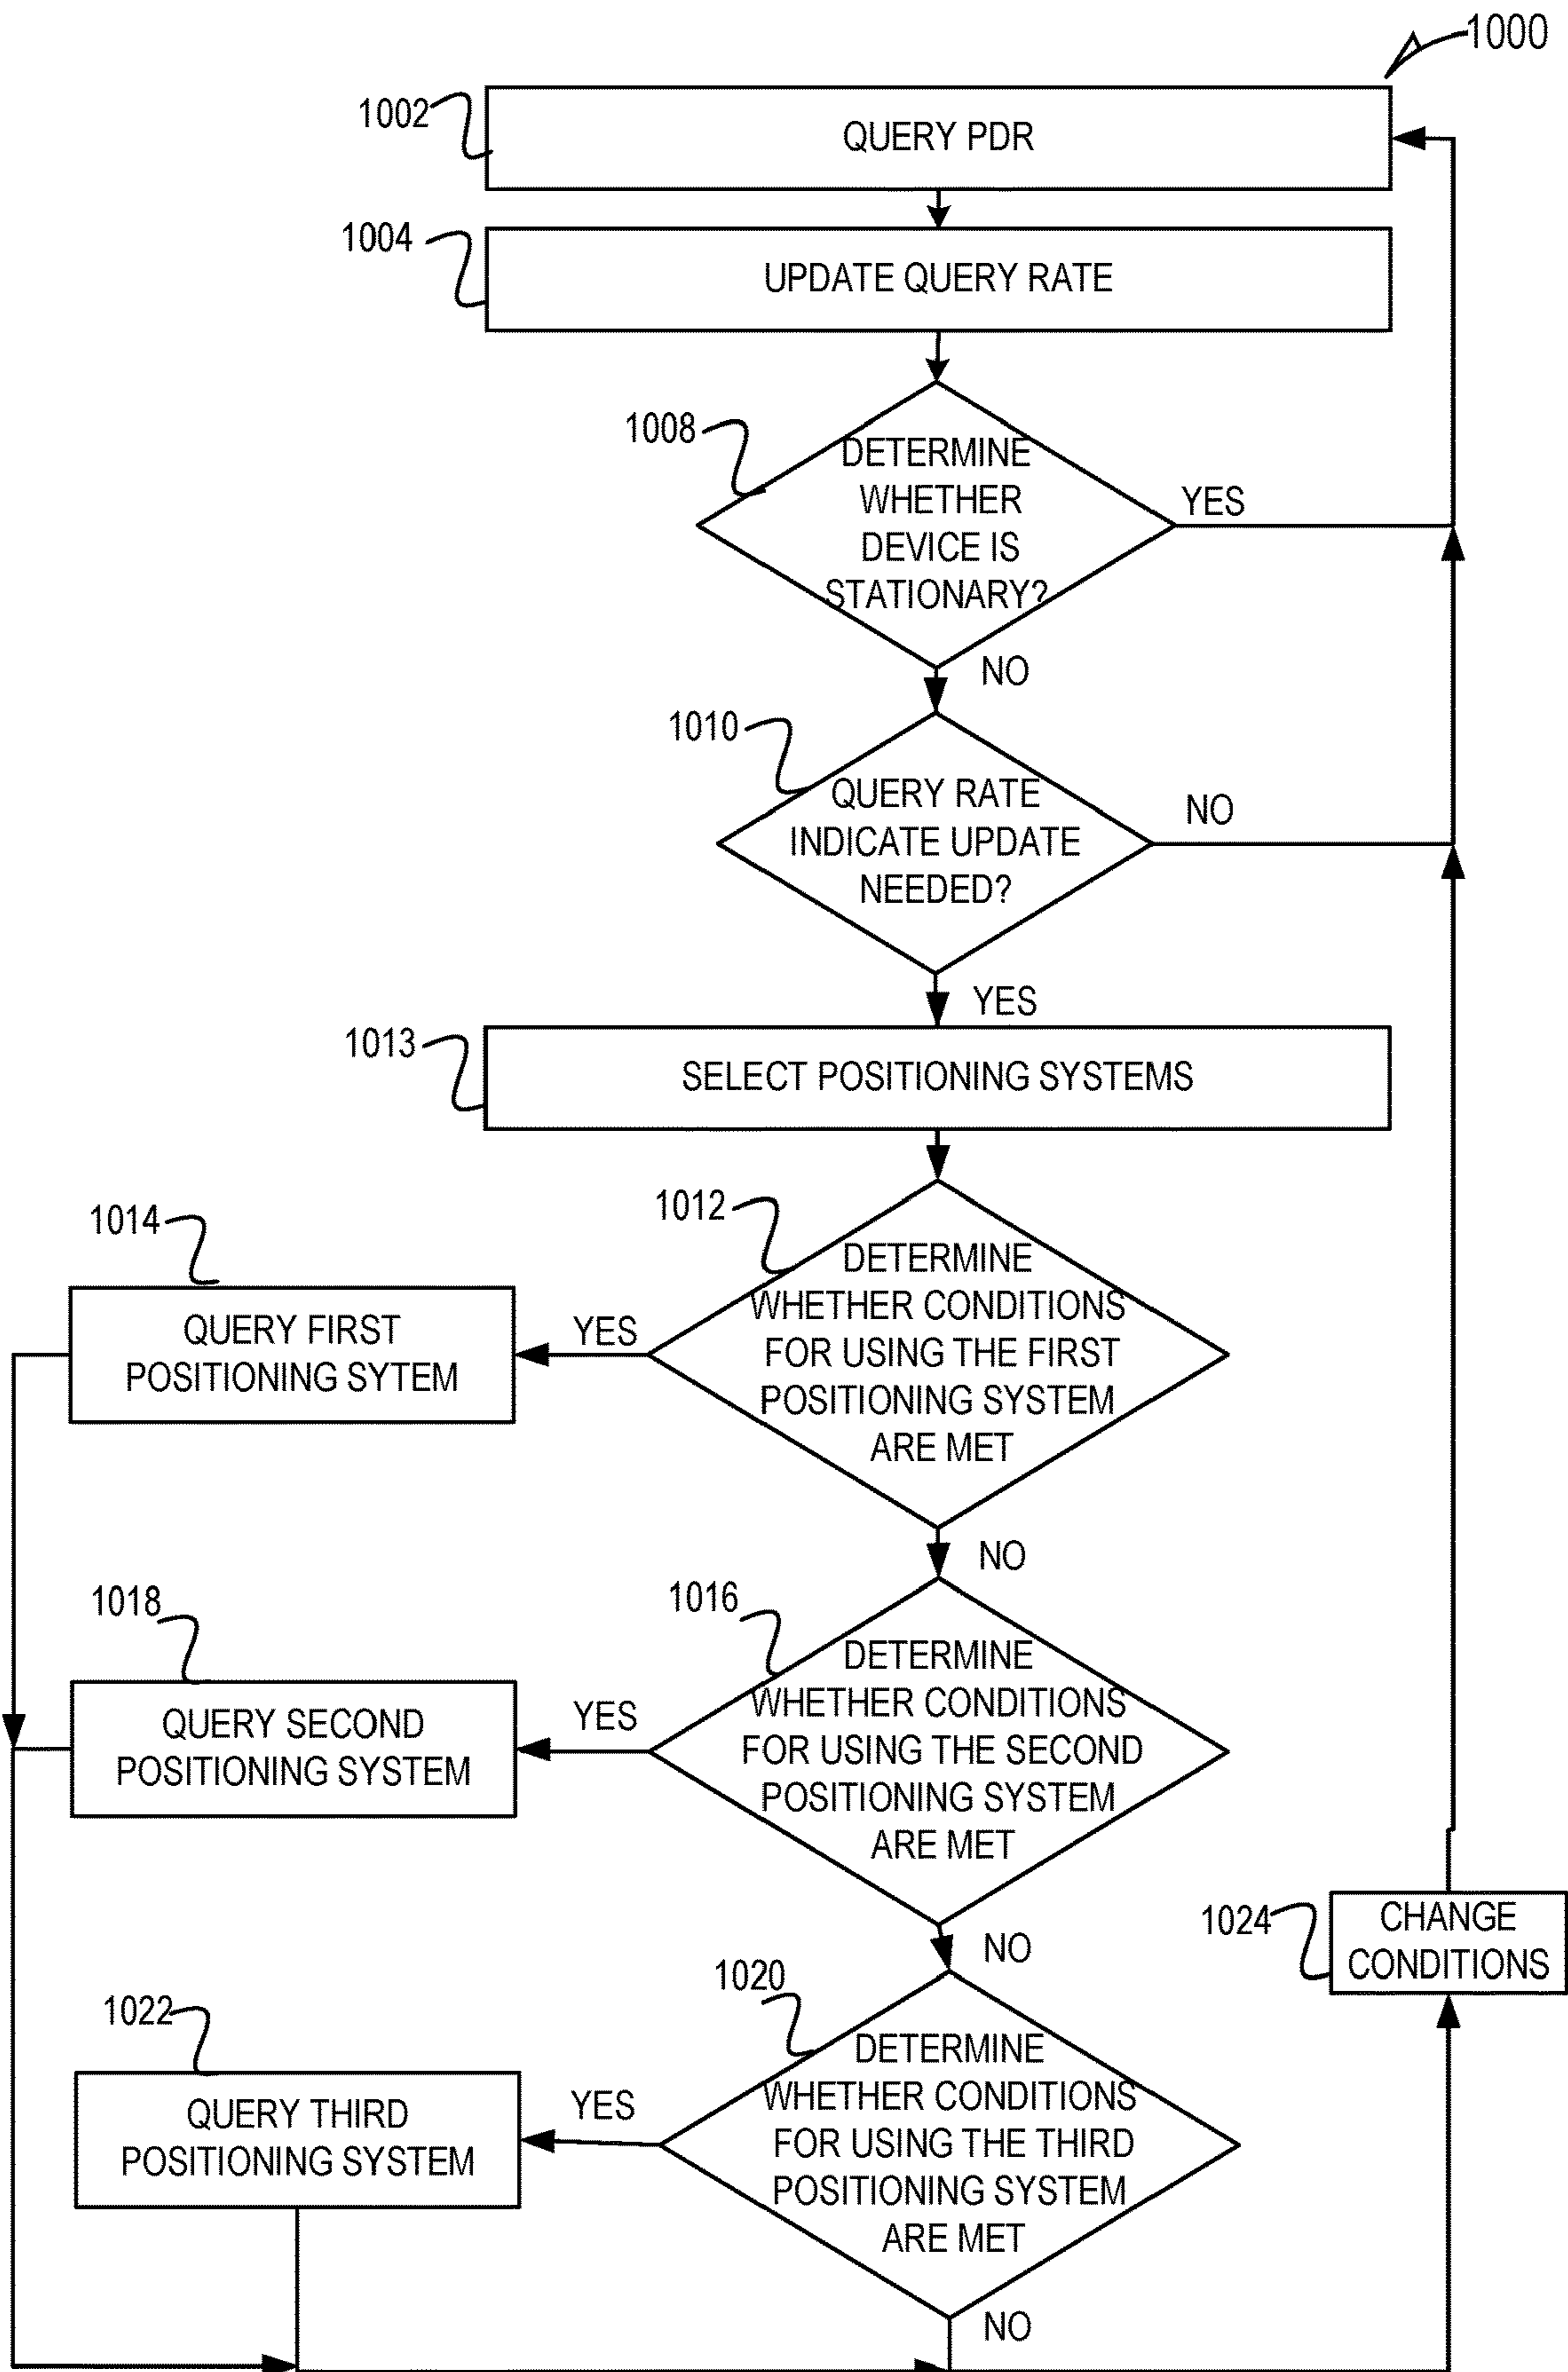 1000
1002
QUERY PDR
1004
UPDATE QUERY RATE
1008
DETERMINE
WHETHER
DEVICE IS
STATIONARY?
YES
NO
1010
QUERY RATE
INDICATE UPDATE
NEEDED?
NO
YES
1013
SELECT POSITIONING SYSTEMS
1012
DETERMINE
WHETHER CONDITIONS
FOR USING THE FIRST
POSITIONING SYSTEM
ARE MET
YES
1014
QUERY FIRST
POSITIONING SYTEM
NO
1016
DETERMINE
WHETHER CONDITIONS
FOR USING THE SECOND
POSITIONING SYSTEM
ARE MET
YES
1018
QUERY SECOND
POSITIONING SYSTEM
NO
1020
DETERMINE
WHETHER CONDITIONS
FOR USING THE THIRD
POSITIONING SYSTEM
ARE MET
YES
1022
QUERY THIRD
POSITIONING SYSTEM
NO
1024
CHANGE
CONDITIONS